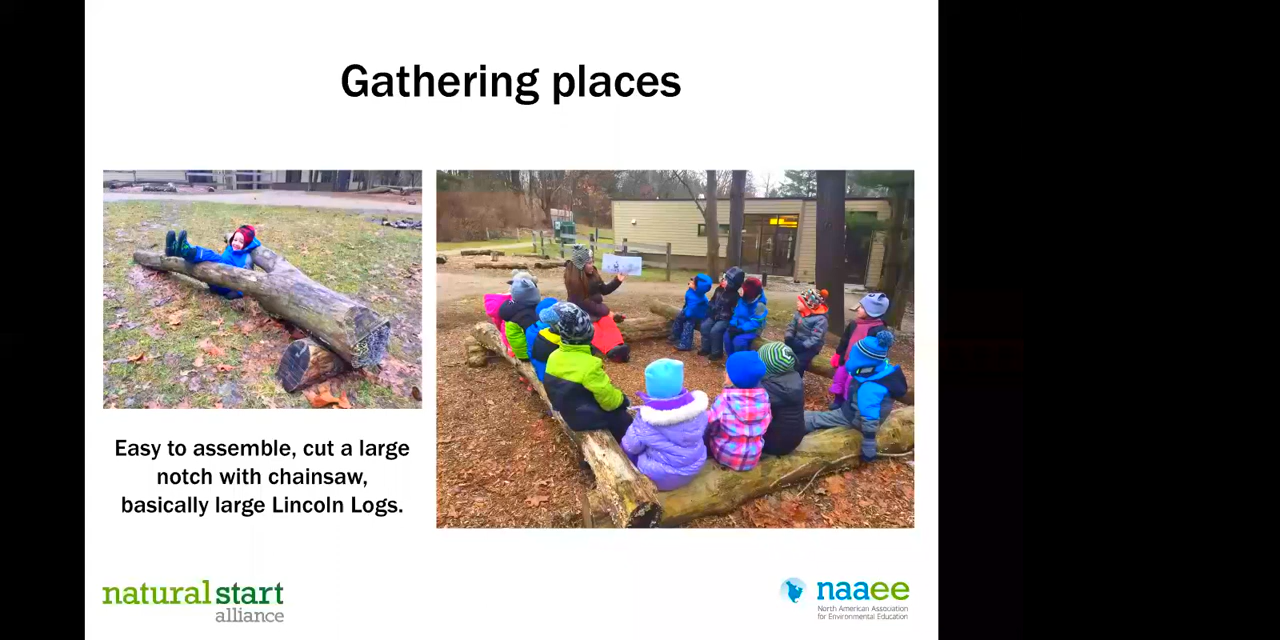 Gathering places
Easy to assemble, cut a large
notch with chainsaw,
basically large Lincoln Logs.
natural start
alliance
naaee
North American Association
for Environmental Education